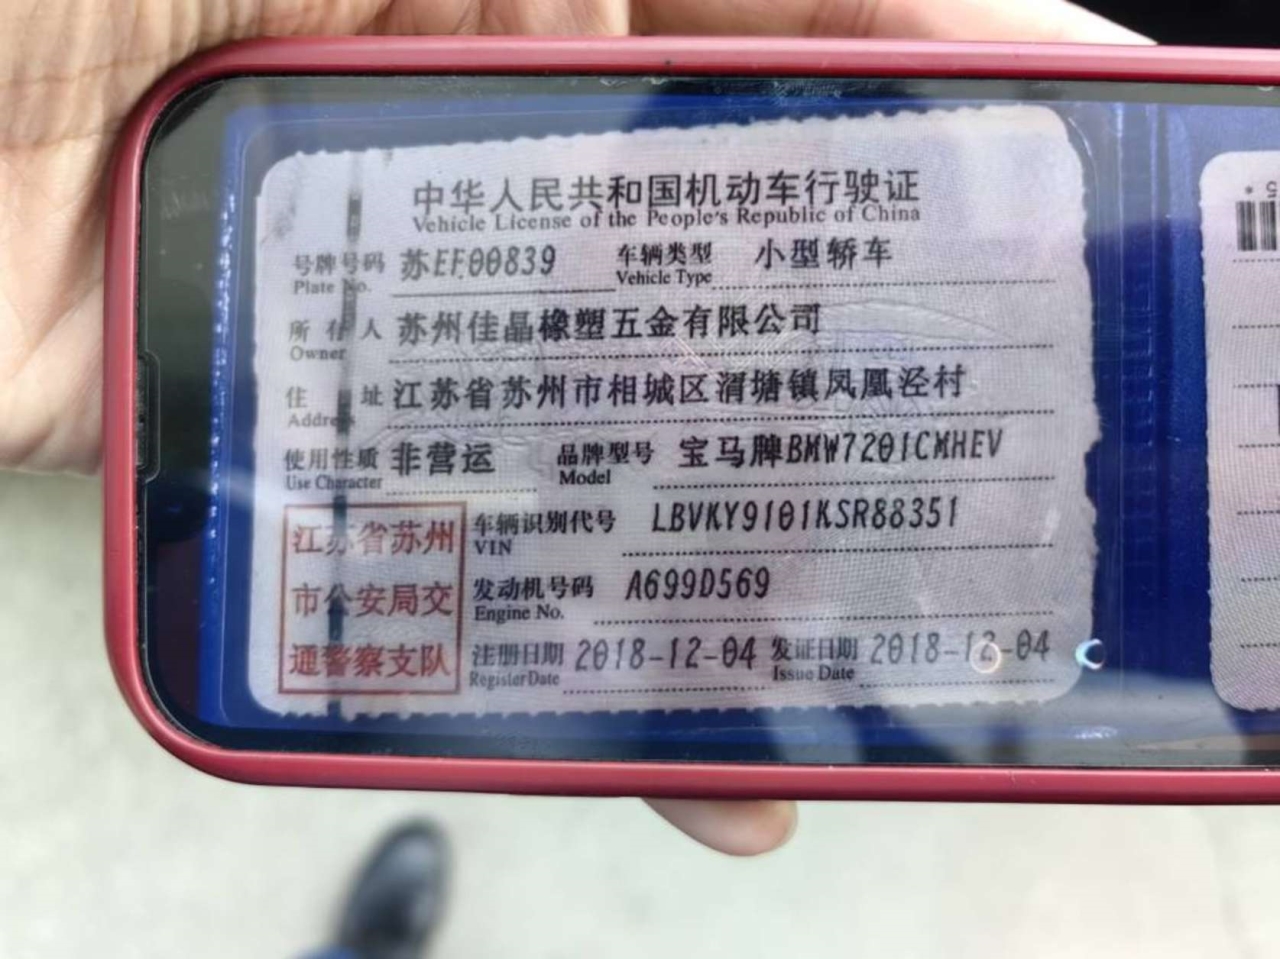 中华人民共和国机动车行驶证
Vehicle License of the People's Republic of China
号牌号码 苏EF00839 车辆类型 小型轿车
Plate No. Vehicle Type
所有人 苏州佳晶橡塑五金有限公司
Owner
住址 江苏省苏州市相城区渭塘镇凤凰泾村
Address
使用性质 非营运 品牌型号 宝马牌BMW7201CMHEV
Use Character Model
江苏省苏州 车辆识别代号 LBVKY9101KSR88351
VIN
市公安局交 发动机号码 A699D569
Engine No.
通警察支队 注册日期 2018-12-04 发证日期 2018-12-04
Register Date Issue Date